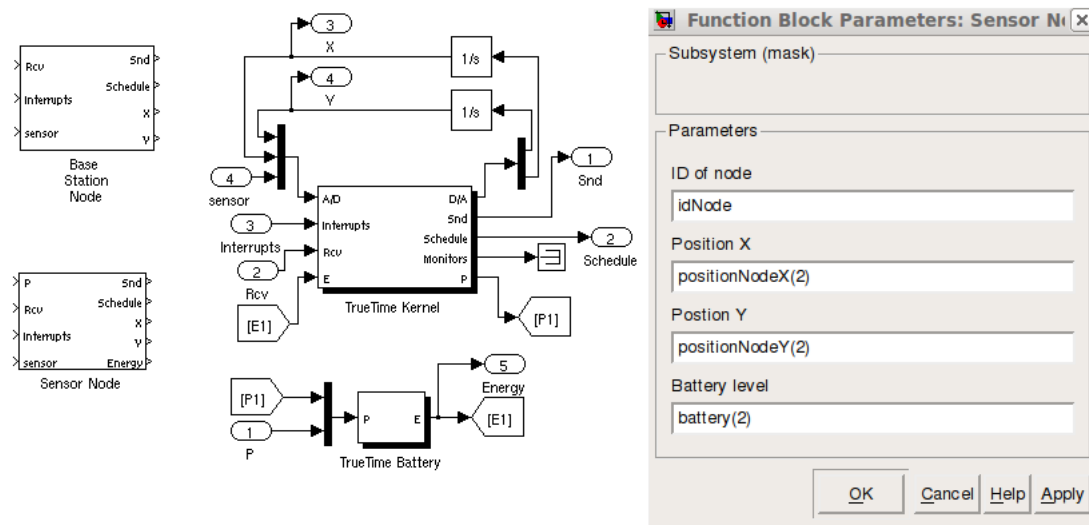 Rcv
Interrupts
sensor
Snd
Schedule
X
Y
Base
Station
Node
P
Rcv
Interrupts
sensor
Snd
Schedule
X
Y
Energy
Sensor Node
3
X
4
Y
1/s
1/s
4
sensor
3
Interrupts
2
Rcv
[E1]
A/D
Interrupts
Rcv
E
D/A
Snd
Schedule
Monitors
P
TrueTime Kernel
1
Snd
2
Schedule
[P1]
[P1]
1
P
P
E
TrueTime Battery
5
Energy
[E1]
Function Block Parameters: Sensor
Subsystem (mask)
Parameters
ID of node
idNode
Position X
positionNodeX(2)
Postion Y
positionNodeY(2)
Battery level
battery(2)
OK
Cancel
Help
Apply